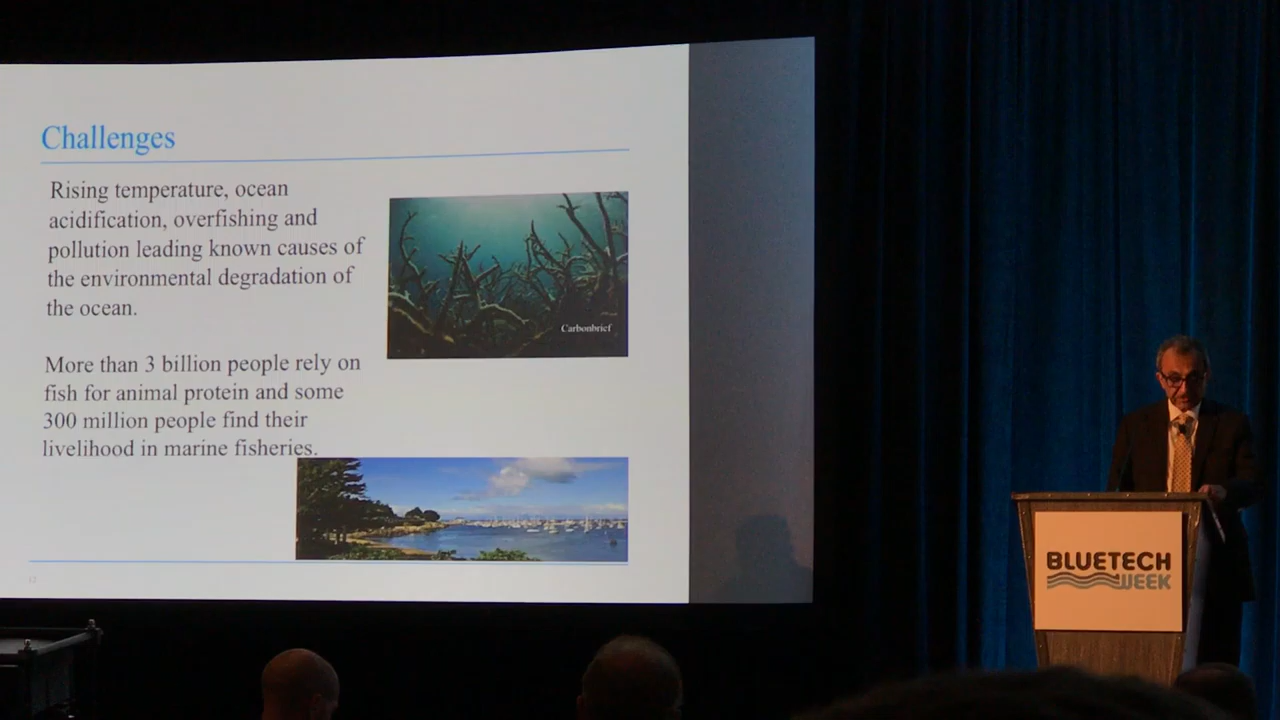 Challenges
Rising temperature, ocean
acidification, overfishing and
pollution leading known causes of
the environmental degradation of
the ocean.
More than 3 billion people rely on
fish for animal protein and some
300 million people find their
livelihood in marine fisheries.
Carbonbrief
BLUETECH
WEEK